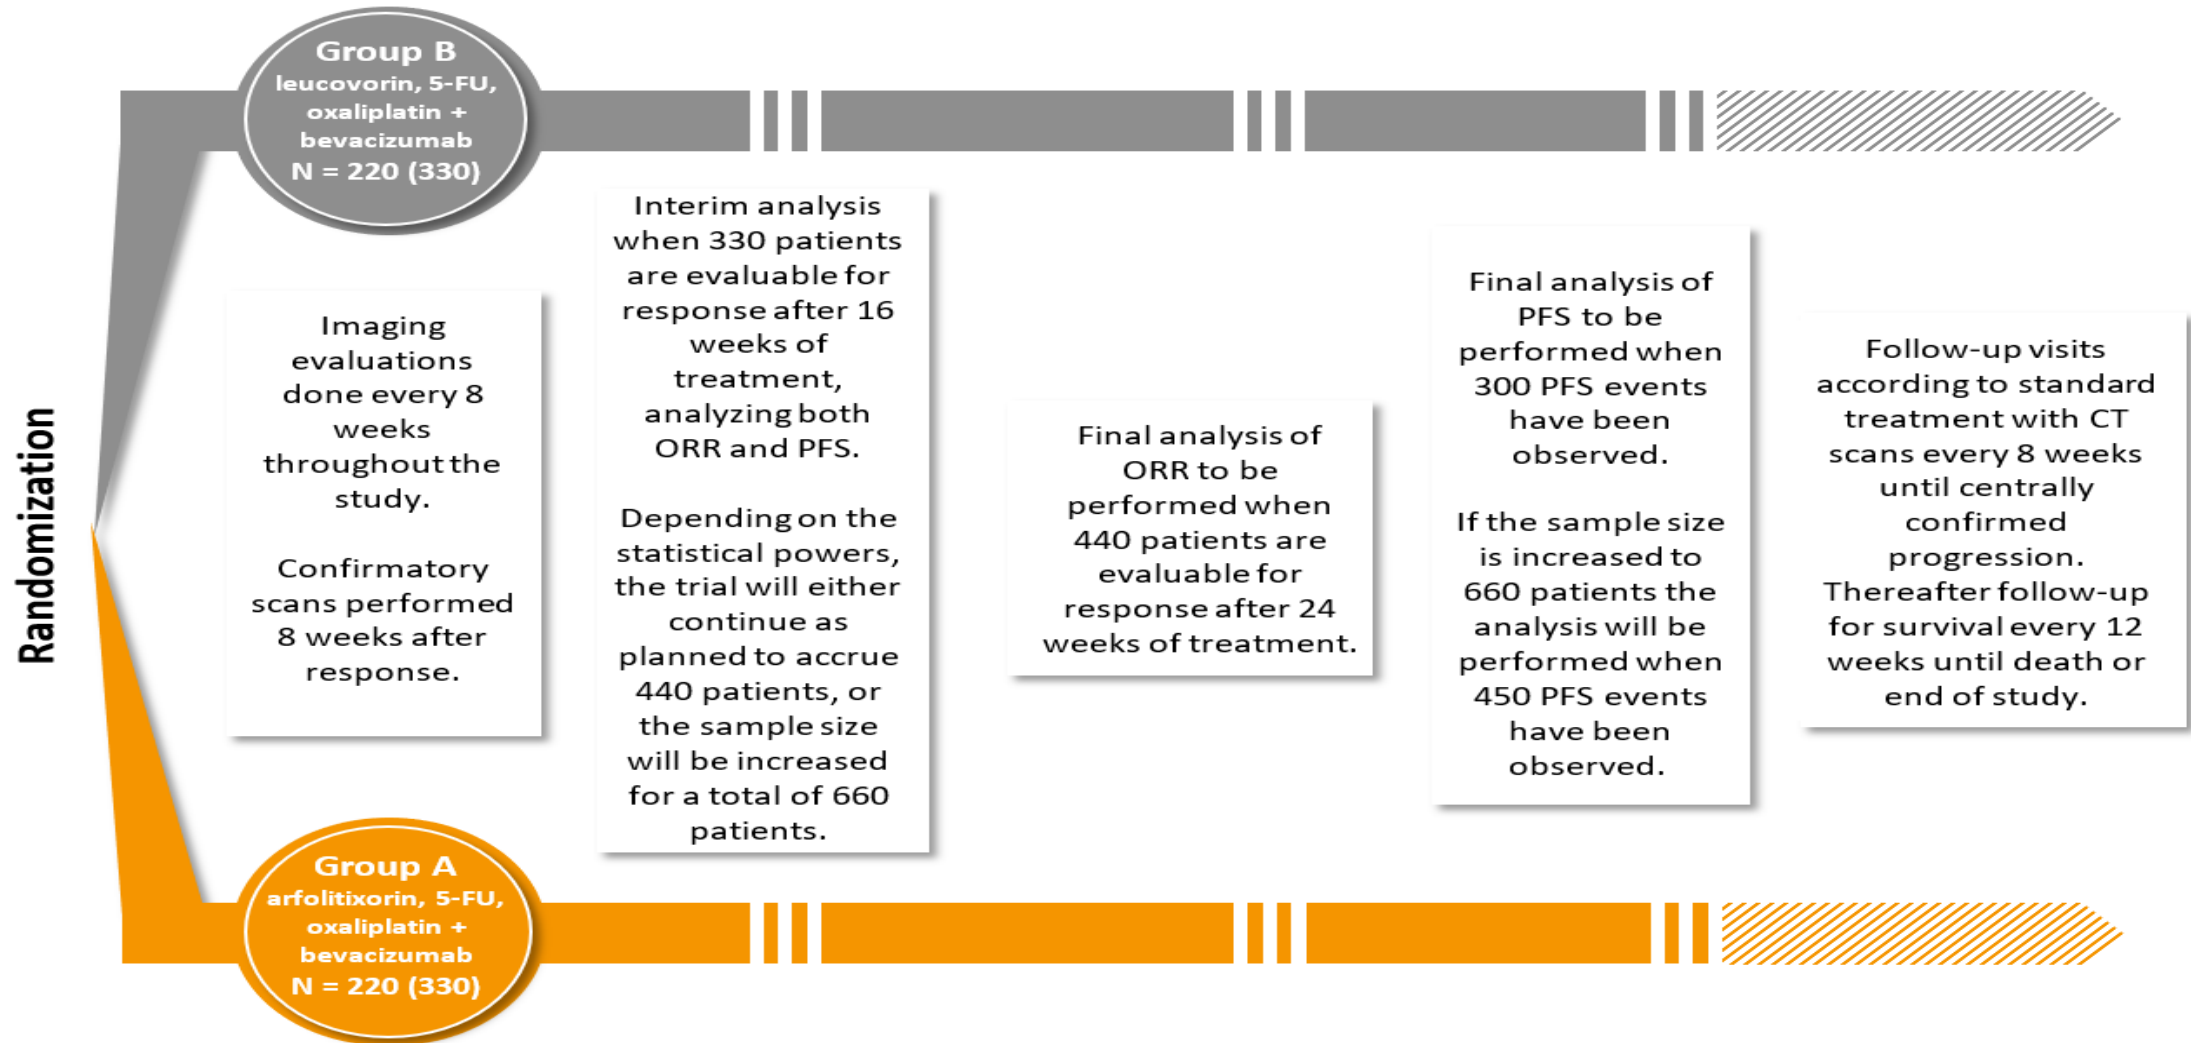 Randomization
Group B
leucovorin, 5-FU,
oxaliplatin +
bevacizumab
N = 220 (330)
Imaging
evaluations
done every 8
weeks
throughout the
study.
Confirmatory
scans performed
8 weeks after
response.
Interim analysis
when 330 patients
are evaluable for
response after 16
weeks of
treatment,
analyzing both
ORR and PFS.
Depending on the
statistical powers,
the trial will either
continue as
planned to accrue
440 patients, or
the sample size
will be increased
for a total of 660
patients.
Final analysis of
ORR to be
performed when
440 patients are
evaluable for
response after 24
weeks of treatment.
Final analysis of
PFS to be
performed when
300 PFS events
have been
observed.
If the sample size
is increased to
660 patients the
analysis will be
performed when
450 PFS events
have been
observed.
Follow-up visits
according to standard
treatment with CT
scans every 8 weeks
until centrally
confirmed
progression.
Thereafter follow-up
for survival every 12
weeks until death or
end of study.
Group A
arfolitixorin, 5-FU,
oxaliplatin +
bevacizumab
N = 220 (330)